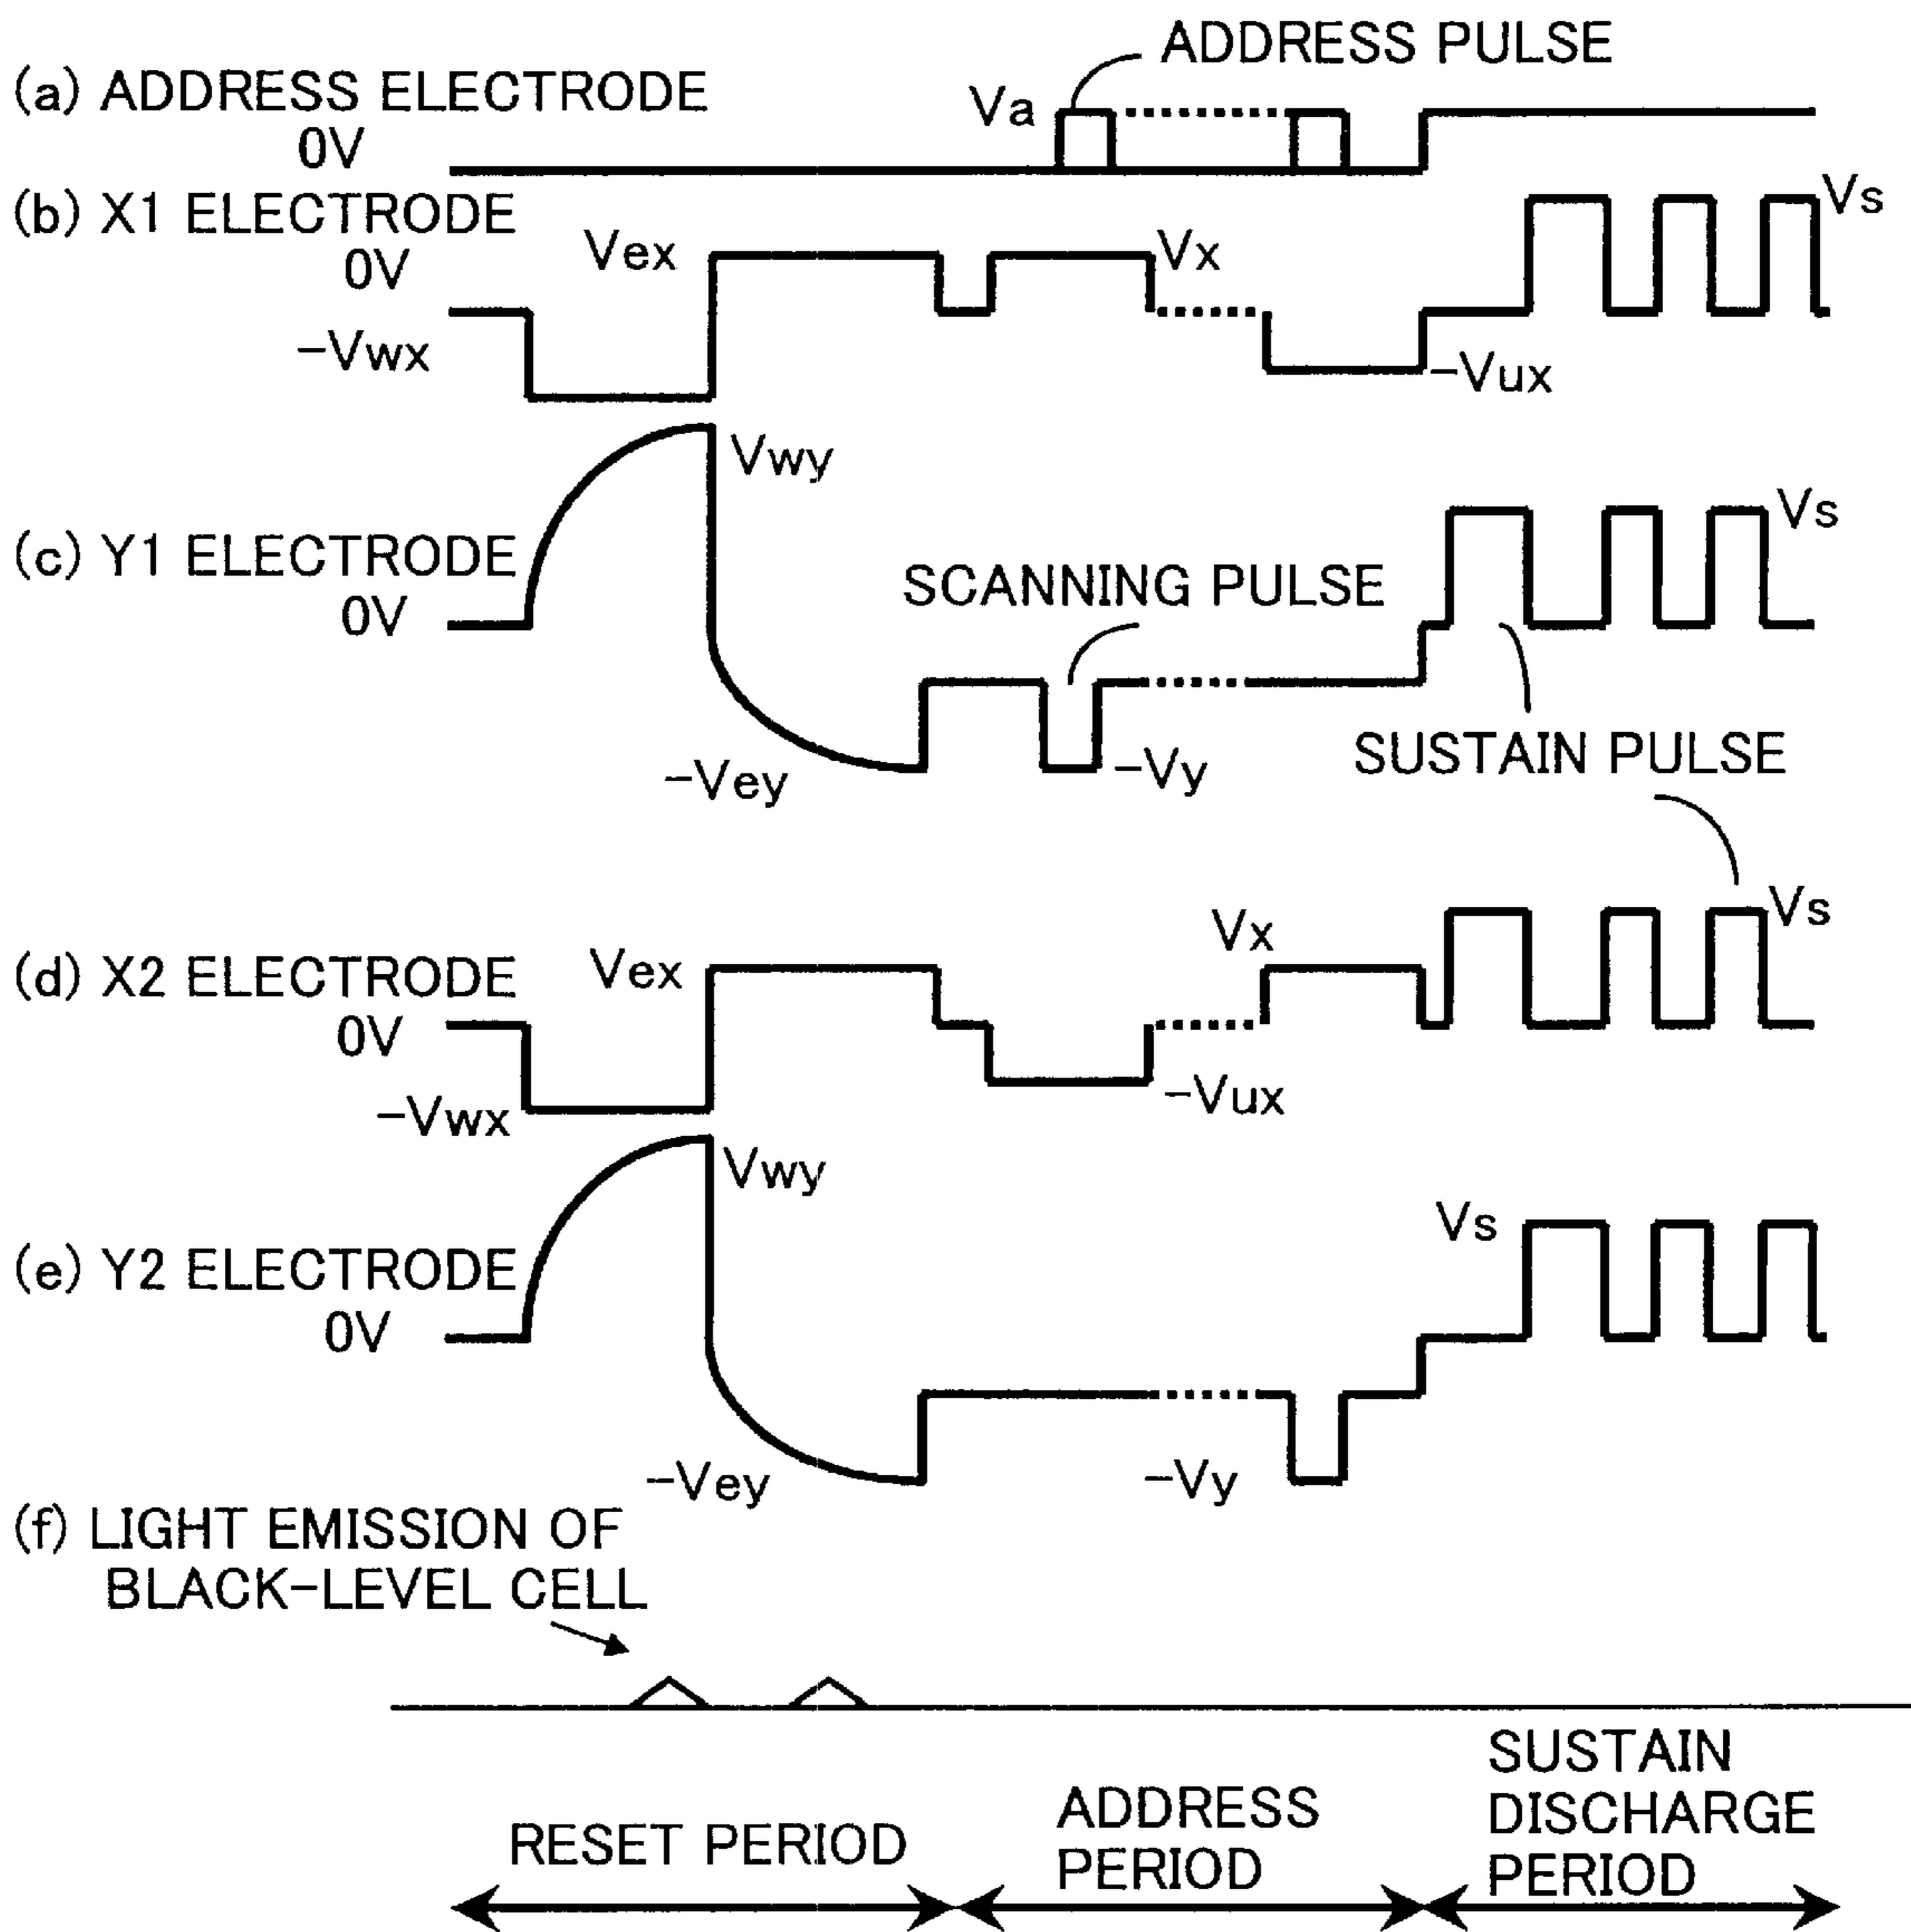 ADDRESS PULSE
(a) ADDRESS ELECTRODE
Va
0V
(b) X1 ELECTRODE
Vs
0V
Vex
Vx
-Vwx
-Vux
Vwy
Vs
(c) Y1 ELECTRODE
0V
SCANNING PULSE
-Vey
-Vy
SUSTAIN PULSE
Vs
Vx
(d) X2 ELECTRODE
Vex
0V
-Vwx
-Vux
Vwy
Vs
(e) Y2 ELECTRODE
0V
-Vey
-Vy
(f) LIGHT EMISSION OF
BLACK-LEVEL CELL
RESET PERIOD
ADDRESS
PERIOD
SUSTAIN
DISCHARGE
PERIOD